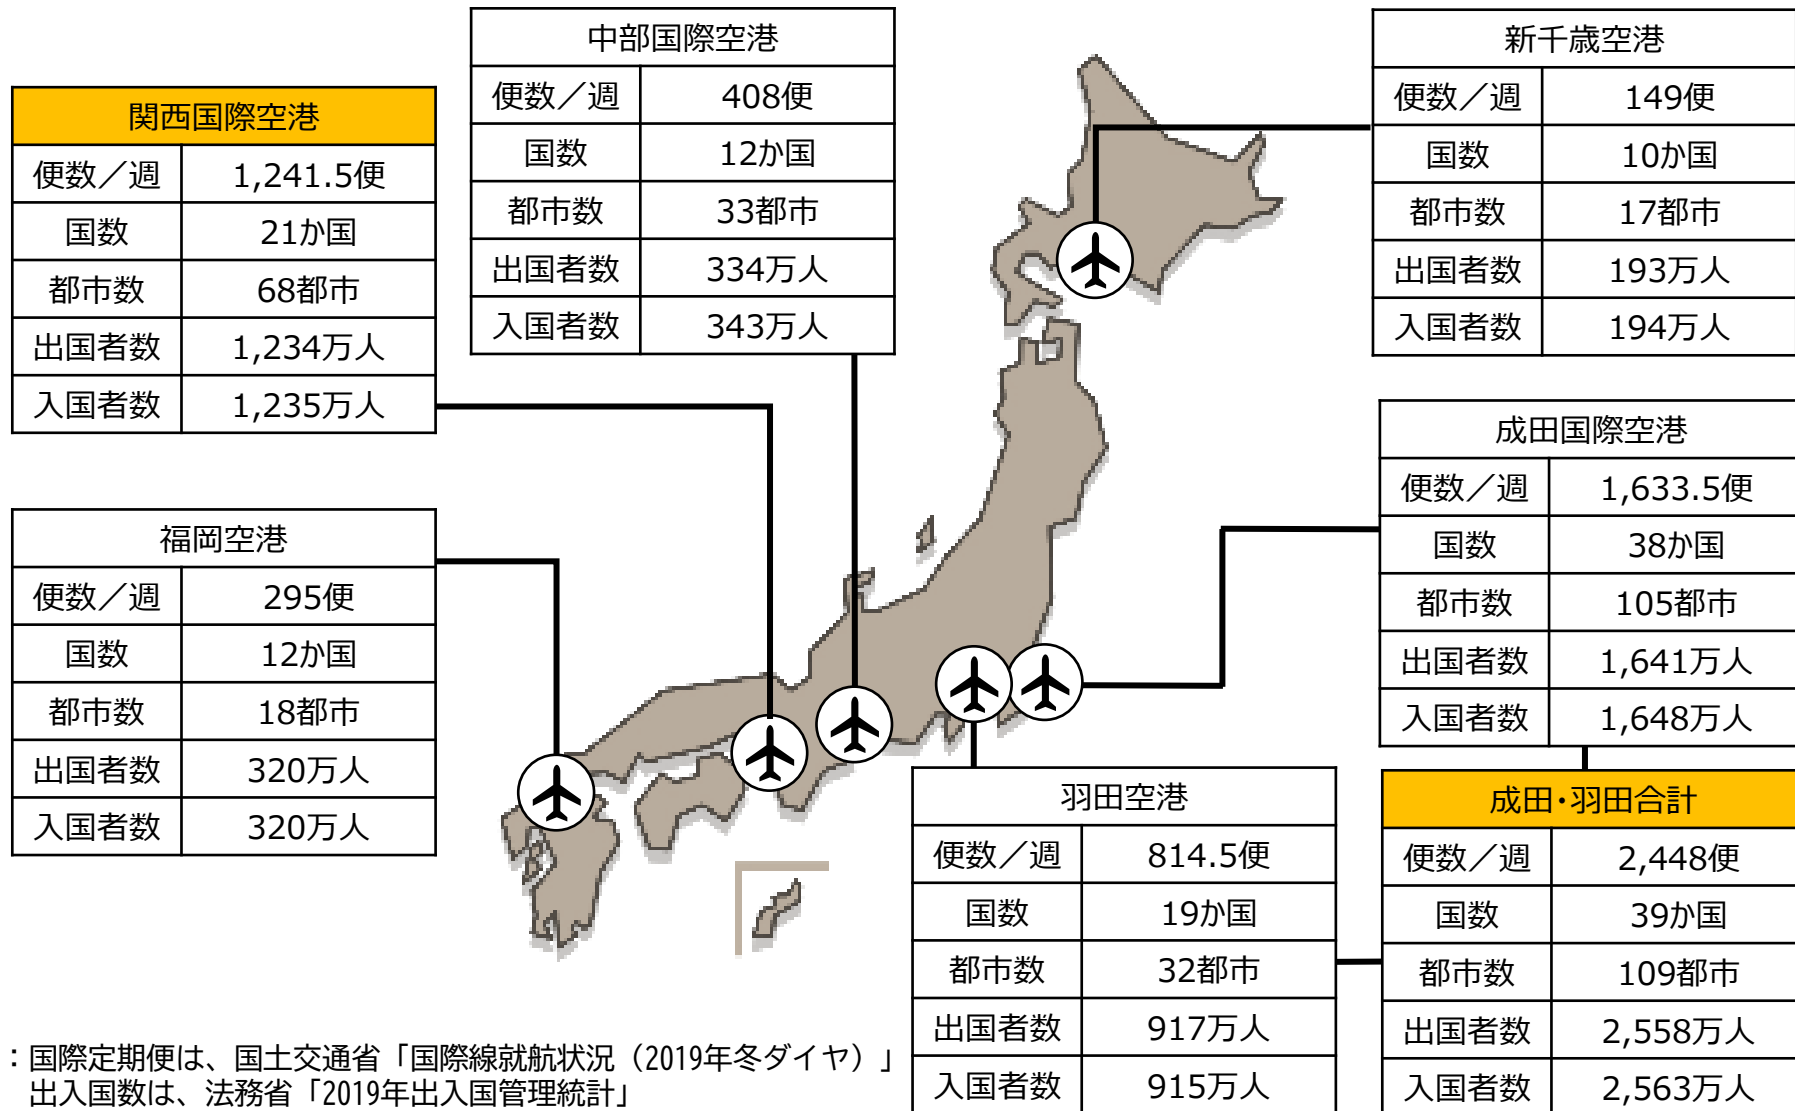 中部国際空港
便数／週 408便
国数 12か国
都市数 33都市
出国者数 334万人
入国者数 343万人
新千歳空港
便数／週 149便
国数 10か国
都市数 17都市
出国者数 193万人
入国者数 194万人
関西国際空港
便数／週 1,241.5便
国数 21か国
都市数 68都市
出国者数 1,234万人
入国者数 1,235万人
成田国際空港
便数／週 1,633.5便
国数 38か国
都市数 105都市
出国者数 1,641万人
入国者数 1,648万人
福岡空港
便数／週 295便
国数 12か国
都市数 18都市
出国者数 320万人
入国者数 320万人
羽田空港
便数／週 814.5便
国数 19か国
都市数 32都市
出国者数 917万人
入国者数 915万人
成田・羽田合計
便数／週 2,448便
国数 39か国
都市数 109都市
出国者数 2,558万人
入国者数 2,563万人
：国際定期便は、国土交通省「国際線就航状況（2019年冬ダイヤ）」
出入国数は、法務省「2019年出入国管理統計」